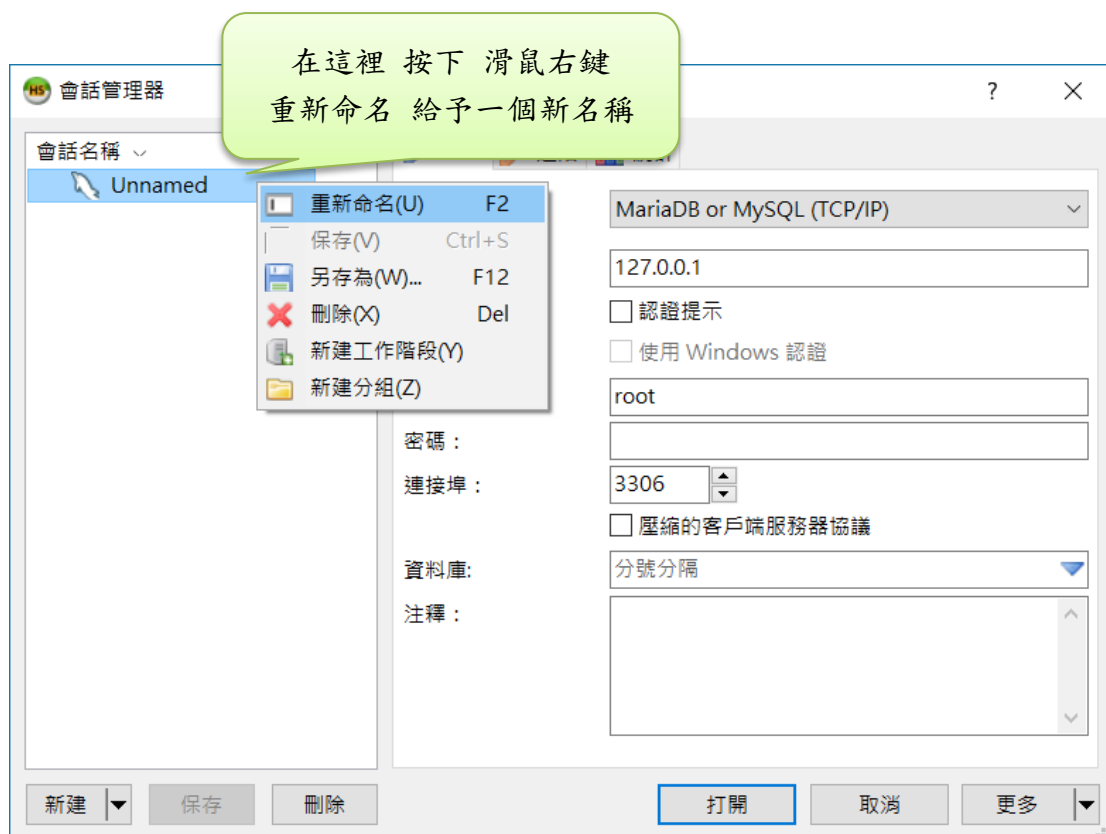 在這裡 按下 滑鼠右鍵
重新命名 給予一個新名稱
HS 會話管理器
?
會話名稱
Unnamed
重新命名(U) F2
保存(V) Ctrl+S
另存為(W)... F12
刪除(X) Del
新建工作階段(Y)
新建分組(Z)
MariaDB or MySQL (TCP/IP)
127.0.0.1
認證提示
使用 Windows 認證
root
密碼：
連接埠： 3306
壓縮的客戶端服務器協議
資料庫: 分號分隔
注釋：
新建 保存 刪除 打開 取消 更多